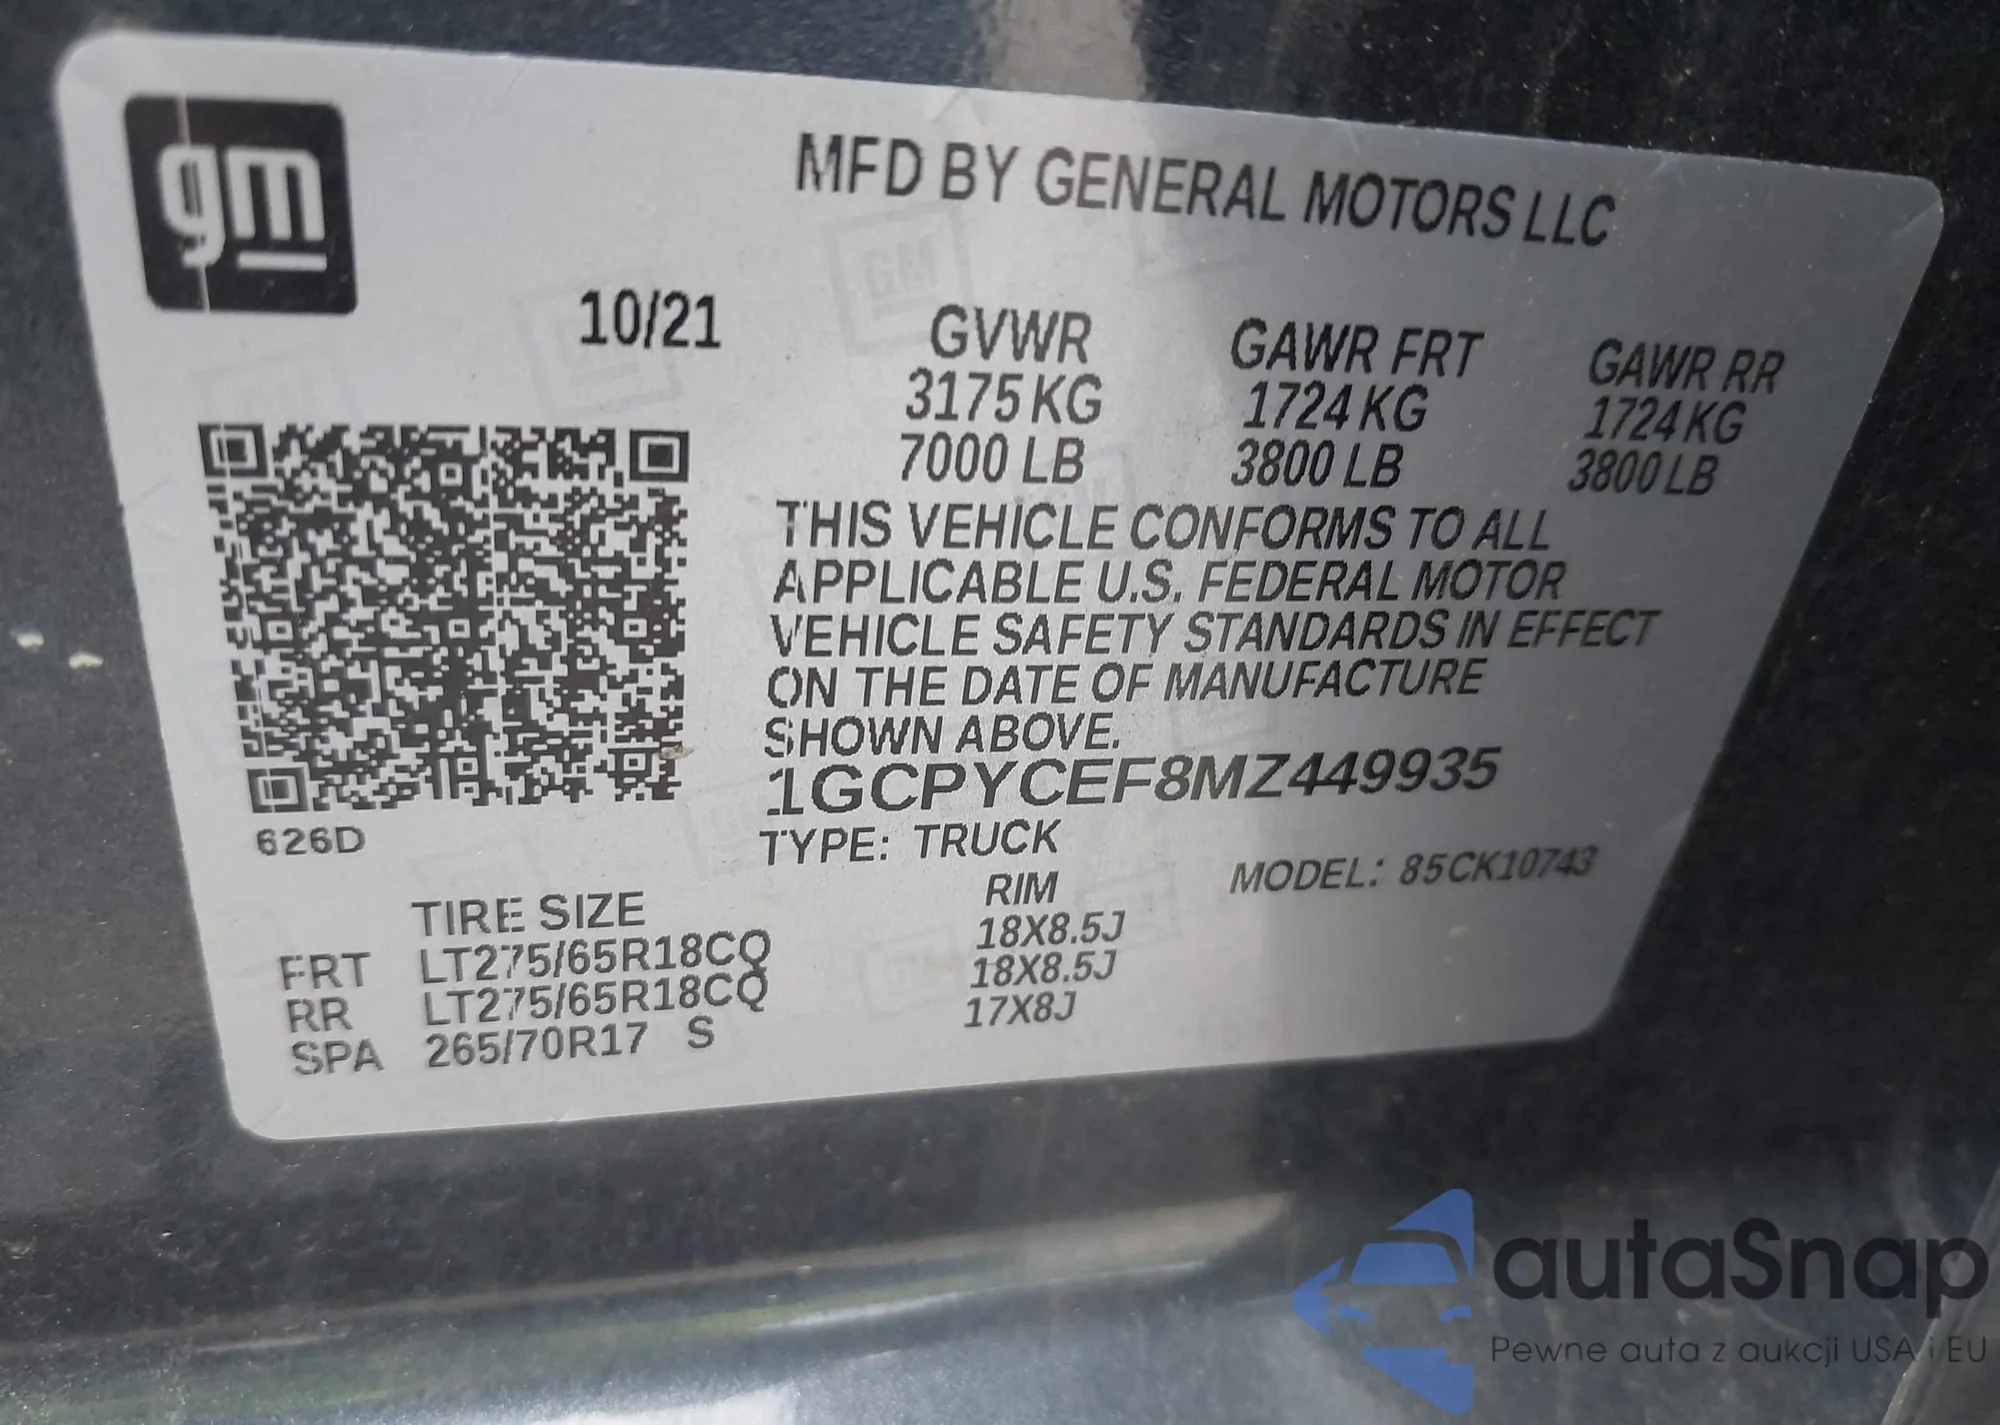 gm
MFD BY GENERAL MOTORS LLC
10/21
GVWR GAWR FRT GAWR RR
3175 KG 1724 KG 1724 KG
7000 LB 3800 LB 3800 LB
THIS VEHICLE CONFORMS TO ALL
APPLICABLE U.S. FEDERAL MOTOR
VEHICLE SAFETY STANDARDS IN EFFECT
ON THE DATE OF MANUFACTURE
SHOWN ABOVE.
1GCPYCEF8MZ449935
626D
TYPE: TRUCK
MODEL: 85CK10743
TIRE SIZE RIM
FRT LT275/65R18CQ 18X8.5J
RR LT275/65R18CQ 18X8.5J
SPA 265/70R17 S 17X8J
autaSnap
Pewne auta z aukcji USA i EU